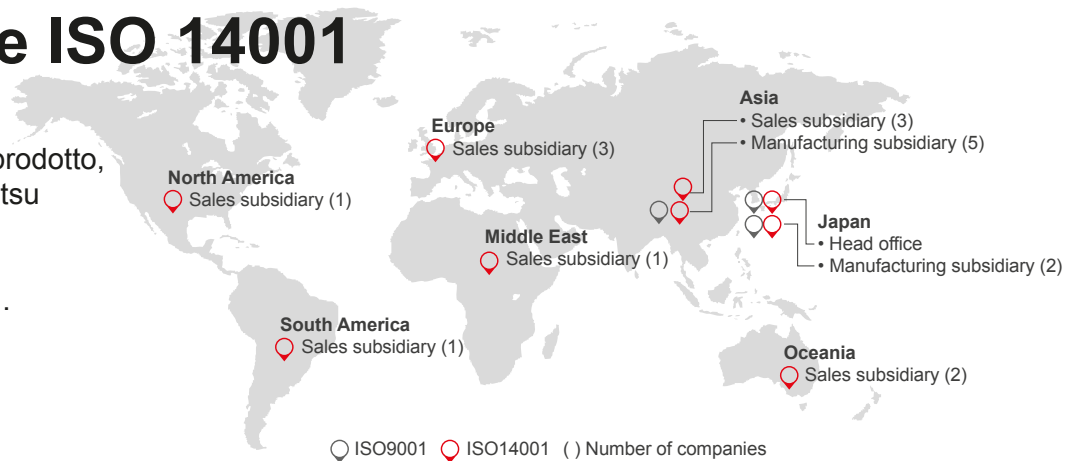 e ISO 14001
prodotto,
tsu
.
North America
Sales subsidiary (1)
Europe
Sales subsidiary (3)
Asia
• Sales subsidiary (3)
• Manufacturing subsidiary (5)
Middle East
Sales subsidiary (1)
Japan
• Head office
• Manufacturing subsidiary (2)
South America
Sales subsidiary (1)
Oceania
Sales subsidiary (2)
ISO9001 ISO14001 ( ) Number of companies